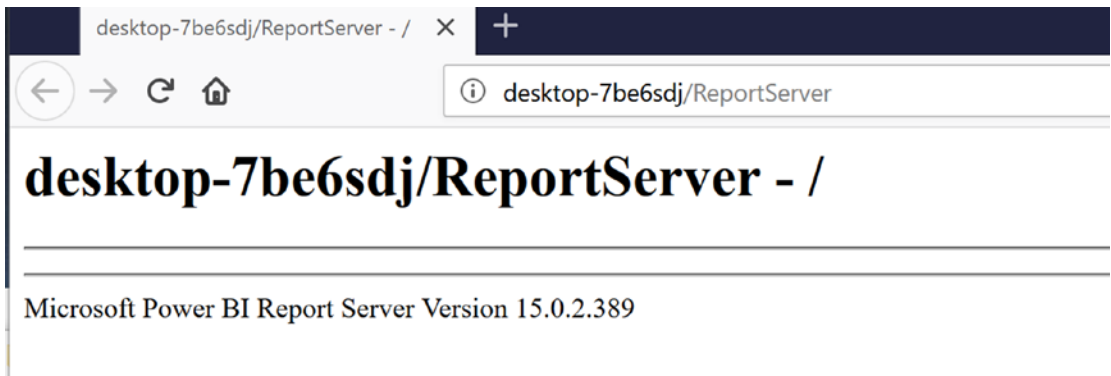 desktop-7be6sdj/ReportServer - /
desktop-7be6sdj/ReportServer
desktop-7be6sdj/ReportServer - /
Microsoft Power BI Report Server Version 15.0.2.389